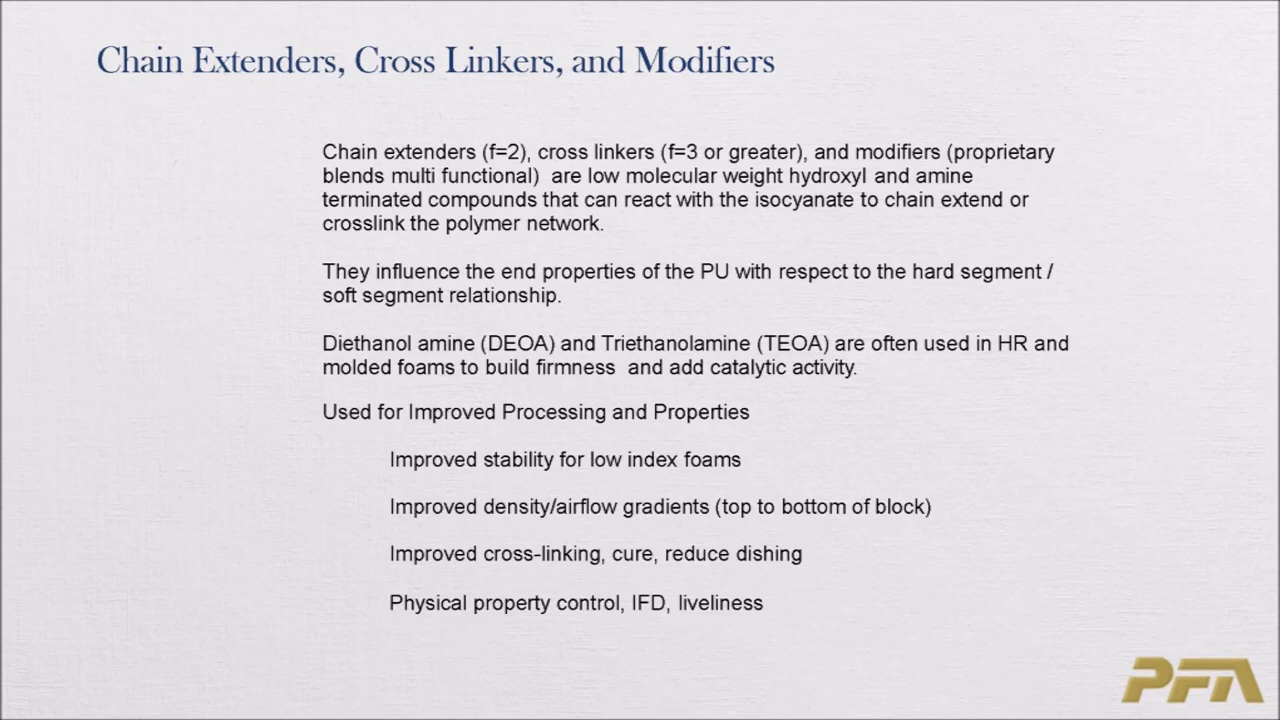 Chain Extenders, Cross Linkers, and Modifiers
Chain extenders (f=2), cross linkers (f=3 or greater), and modifiers (proprietary
blends multi functional)  are low molecular weight hydroxyl and amine
terminated compounds that can react with the isocyanate to chain extend or
crosslink the polymer network.
They influence the end properties of the PU with respect to the hard segment /
soft segment relationship.
Diethanol amine (DEOA) and Triethanolamine (TEOA) are often used in HR and
molded foams to build firmness  and add catalytic activity.
Used for Improved Processing and Properties
Improved stability for low index foams
Improved density/airflow gradients (top to bottom of block)
Improved cross-linking, cure, reduce dishing
Physical property control, IFD, liveliness
PFA